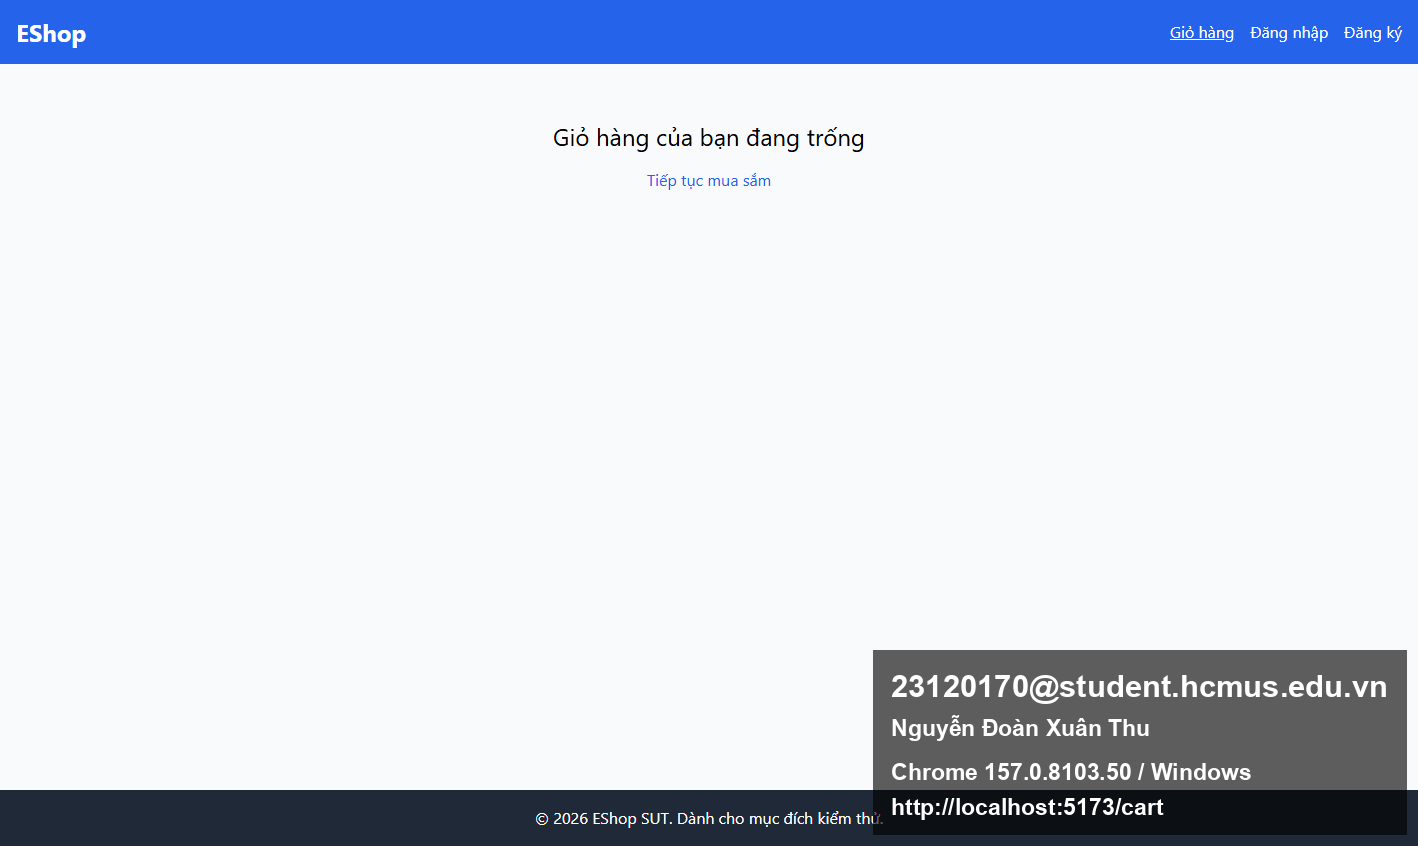 EShop
Giỏ hàng Đăng nhập Đăng ký
Giỏ hàng của bạn đang trống
Tiếp tục mua sắm
23120170@student.hcmus.edu.vn
Nguyễn Đoàn Xuân Thu
Chrome 157.0.8103.50 / Windows
http://localhost:5173/cart
© 2026 EShop SUT. Dành cho mục đích kiểm thử.